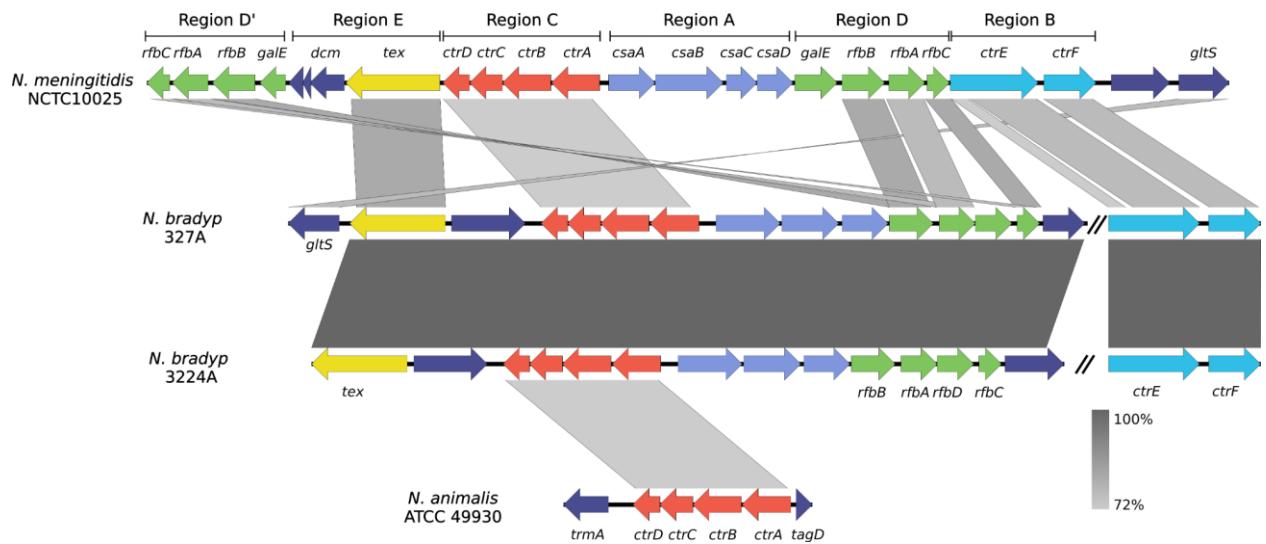 Region D' Region E Region C Region A Region D Region B
rfbC rfbA rfbB galE dcm tex ctrD ctrC ctrB ctrA csaA csaB csaC csaD galE rfbB rfbA rfbC ctrE ctrF gltS
N. meningitidis
NCTC10025
N. bradyp
327A
gltS
//
N. bradyp
3224A
//
tex rfbB rfbA rfbD rfbC ctrE ctrF
100%
72%
N. animalis
ATCC 49930
trmA ctrD ctrC ctrB ctrA tagD